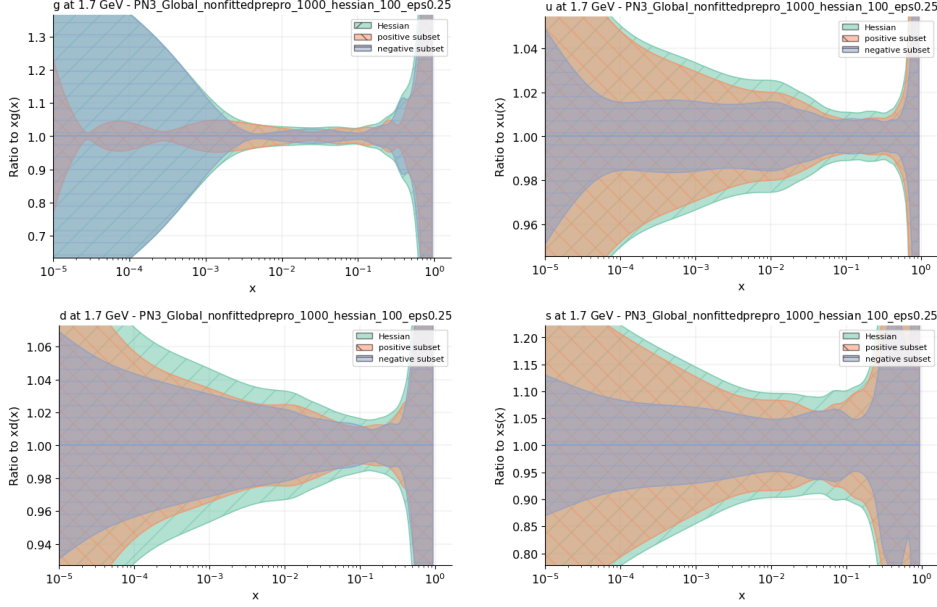 g at 1.7 GeV - PN3_Global_nonfittedprepro_1000_hessian_100_eps0.25
Hessian
positive subset
negative subset
1.3
1.2
1.1
1.0
0.9
0.8
0.7
Ratio to xg(x)
10⁻⁵ 10⁻⁴ 10⁻³ 10⁻² 10⁻¹ 10⁰
x
u at 1.7 GeV - PN3_Global_nonfittedprepro_1000_hessian_100_eps0.25
Hessian
positive subset
negative subset
1.04
1.02
1.00
0.98
0.96
Ratio to xu(x)
10⁻⁵ 10⁻⁴ 10⁻³ 10⁻² 10⁻¹ 10⁰
x
d at 1.7 GeV - PN3_Global_nonfittedprepro_1000_hessian_100_eps0.25
Hessian
positive subset
negative subset
1.06
1.04
1.02
1.00
0.98
0.96
0.94
Ratio to xd(x)
10⁻⁵ 10⁻⁴ 10⁻³ 10⁻² 10⁻¹ 10⁰
x
s at 1.7 GeV - PN3_Global_nonfittedprepro_1000_hessian_100_eps0.25
Hessian
positive subset
negative subset
1.20
1.15
1.10
1.05
1.00
0.95
0.90
0.85
0.80
Ratio to xs(x)
10⁻⁵ 10⁻⁴ 10⁻³ 10⁻² 10⁻¹ 10⁰
x